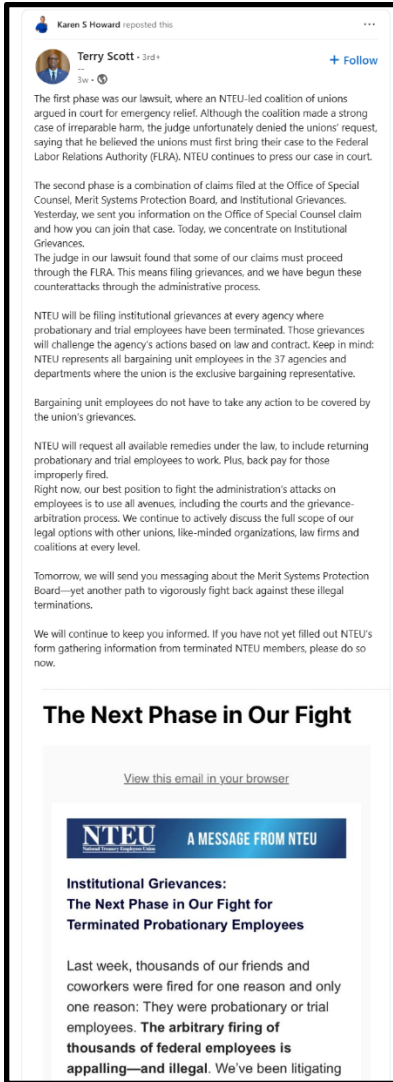 Karen S Howard reposted this
...
Terry Scott • 3rd+
--
3w •
+ Follow
The first phase was our lawsuit, where an NTEU-led coalition of unions
argued in court for emergency relief. Although the coalition made a strong
case of irreparable harm, the judge unfortunately denied the unions' request,
saying that he believed the unions must first bring their case to the Federal
Labor Relations Authority (FLRA). NTEU continues to press our case in court.
The second phase is a combination of claims filed at the Office of Special
Counsel, Merit Systems Protection Board, and Institutional Grievances.
Yesterday, we sent you information on the Office of Special Counsel claim
and how you can join that case. Today, we concentrate on Institutional
Grievances.
The judge in our lawsuit found that some of our claims must proceed
through the FLRA. This means filing grievances, and we have begun these
counterattacks through the administrative process.
NTEU will be filing institutional grievances at every agency where
probationary and trial employees have been terminated. Those grievances
will challenge the agency's actions based on law and contract. Keep in mind:
NTEU represents all bargaining unit employees in the 37 agencies and
departments where the union is the exclusive bargaining representative.
Bargaining unit employees do not have to take any action to be covered by
the union's grievances.
NTEU will request all available remedies under the law, to include returning
probationary and trial employees to work. Plus, back pay for those
improperly fired.
Right now, our best position to fight the administration's attacks on
employees is to use all avenues, including the courts and the grievance-
arbitration process. We continue to actively discuss the full scope of our
legal options with other unions, like-minded organizations, law firms and
coalitions at every level.
Tomorrow, we will send you messaging about the Merit Systems Protection
Board—yet another path to vigorously fight back against these illegal
terminations.
We will continue to keep you informed. If you have not yet filled out NTEU's
form gathering information from terminated NTEU members, please do so
now.
The Next Phase in Our Fight
View this email in your browser
NTEU
National Treasury Employees Union
A MESSAGE FROM NTEU
Institutional Grievances:
The Next Phase in Our Fight for
Terminated Probationary Employees
Last week, thousands of our friends and
coworkers were fired for one reason and only
one reason: They were probationary or trial
employees. The arbitrary firing of
thousands of federal employees is
appalling—and illegal. We've been litigating